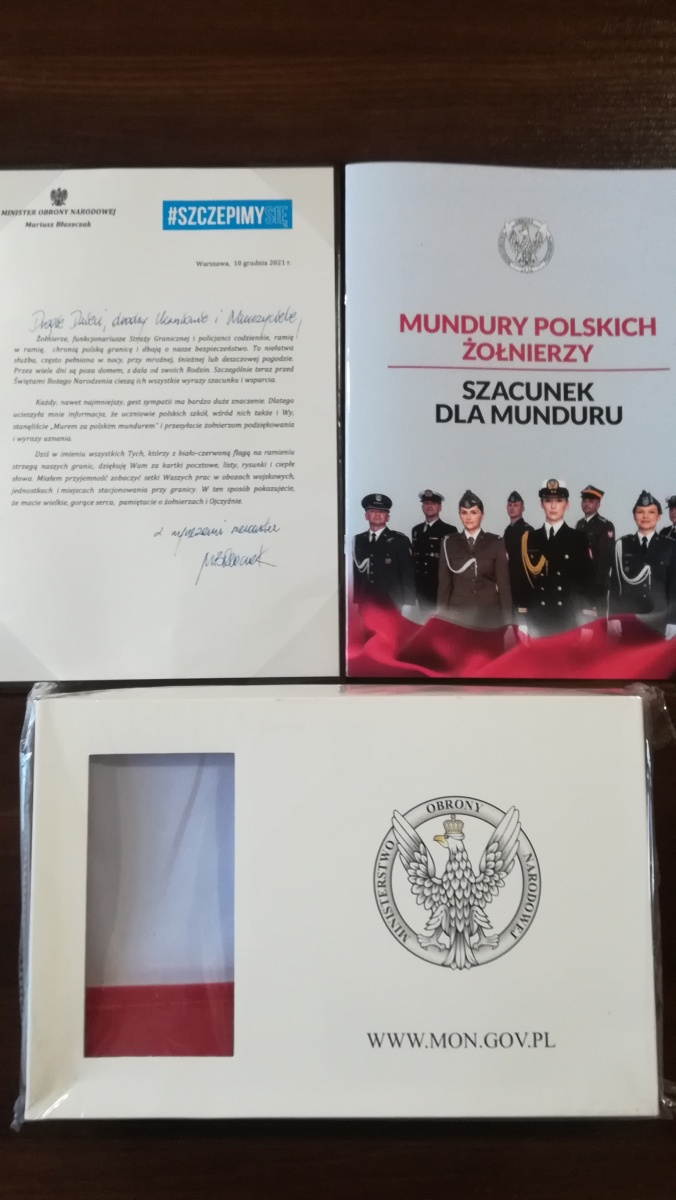 MINISTER OBRONY NARODOWEJ
Mariusz Błaszczak
#SZCZEPIMYSIĘ
Warszawa, 10 grudnia 2021 r.
Drogie Dzieci, drodzy Uczniowie i Nauczyciele,
Żołnierze, funkcjonariusze Straży Granicznej i policjanci codziennie, ramię
w ramię, chronią polską granicę i dbają o nasze bezpieczeństwo. To niełatwa
służba, często pełniona w nocy, przy mroźnej, śnieżnej lub deszczowej pogodzie.
Przez wiele dni są poza domem, z dala od swoich Rodzin. Szczególnie teraz przed
Świętami Bożego Narodzenia cieszą ich wszystkie wyrazy szacunku i wsparcia.
Każdy, nawet najmniejszy, gest sympatii ma bardzo duże znaczenie. Dlatego
ucieszyła mnie informacja, że uczniowie polskich szkół, wśród nich także i Wy,
stanęliście „Murem za polskim mundurem" i przesyłacie żołnierzom podziękowania
i wyrazy uznania.
Dziś w imieniu wszystkich Tych, którzy z biało-czerwoną flagą na ramieniu
strzegą naszych granic, dziękuję Wam za kartki pocztowe, listy, rysunki i ciepłe
słowa. Miałem przyjemność zobaczyć setki Waszych prac w obozach wojskowych,
jednostkach i miejscach stacjonowania przy granicy. W ten sposób pokazujecie,
że macie wielkie, gorące serca, pamiętacie o żołnierzach i Ojczyźnie.
z wyrazami szacunku
MBłaszczak
MUNDURY POLSKICH
ŻOŁNIERZY
SZACUNEK
DLA MUNDURU
MINISTERSTWO OBRONY NARODOWEJ
WWW.MON.GOV.PL